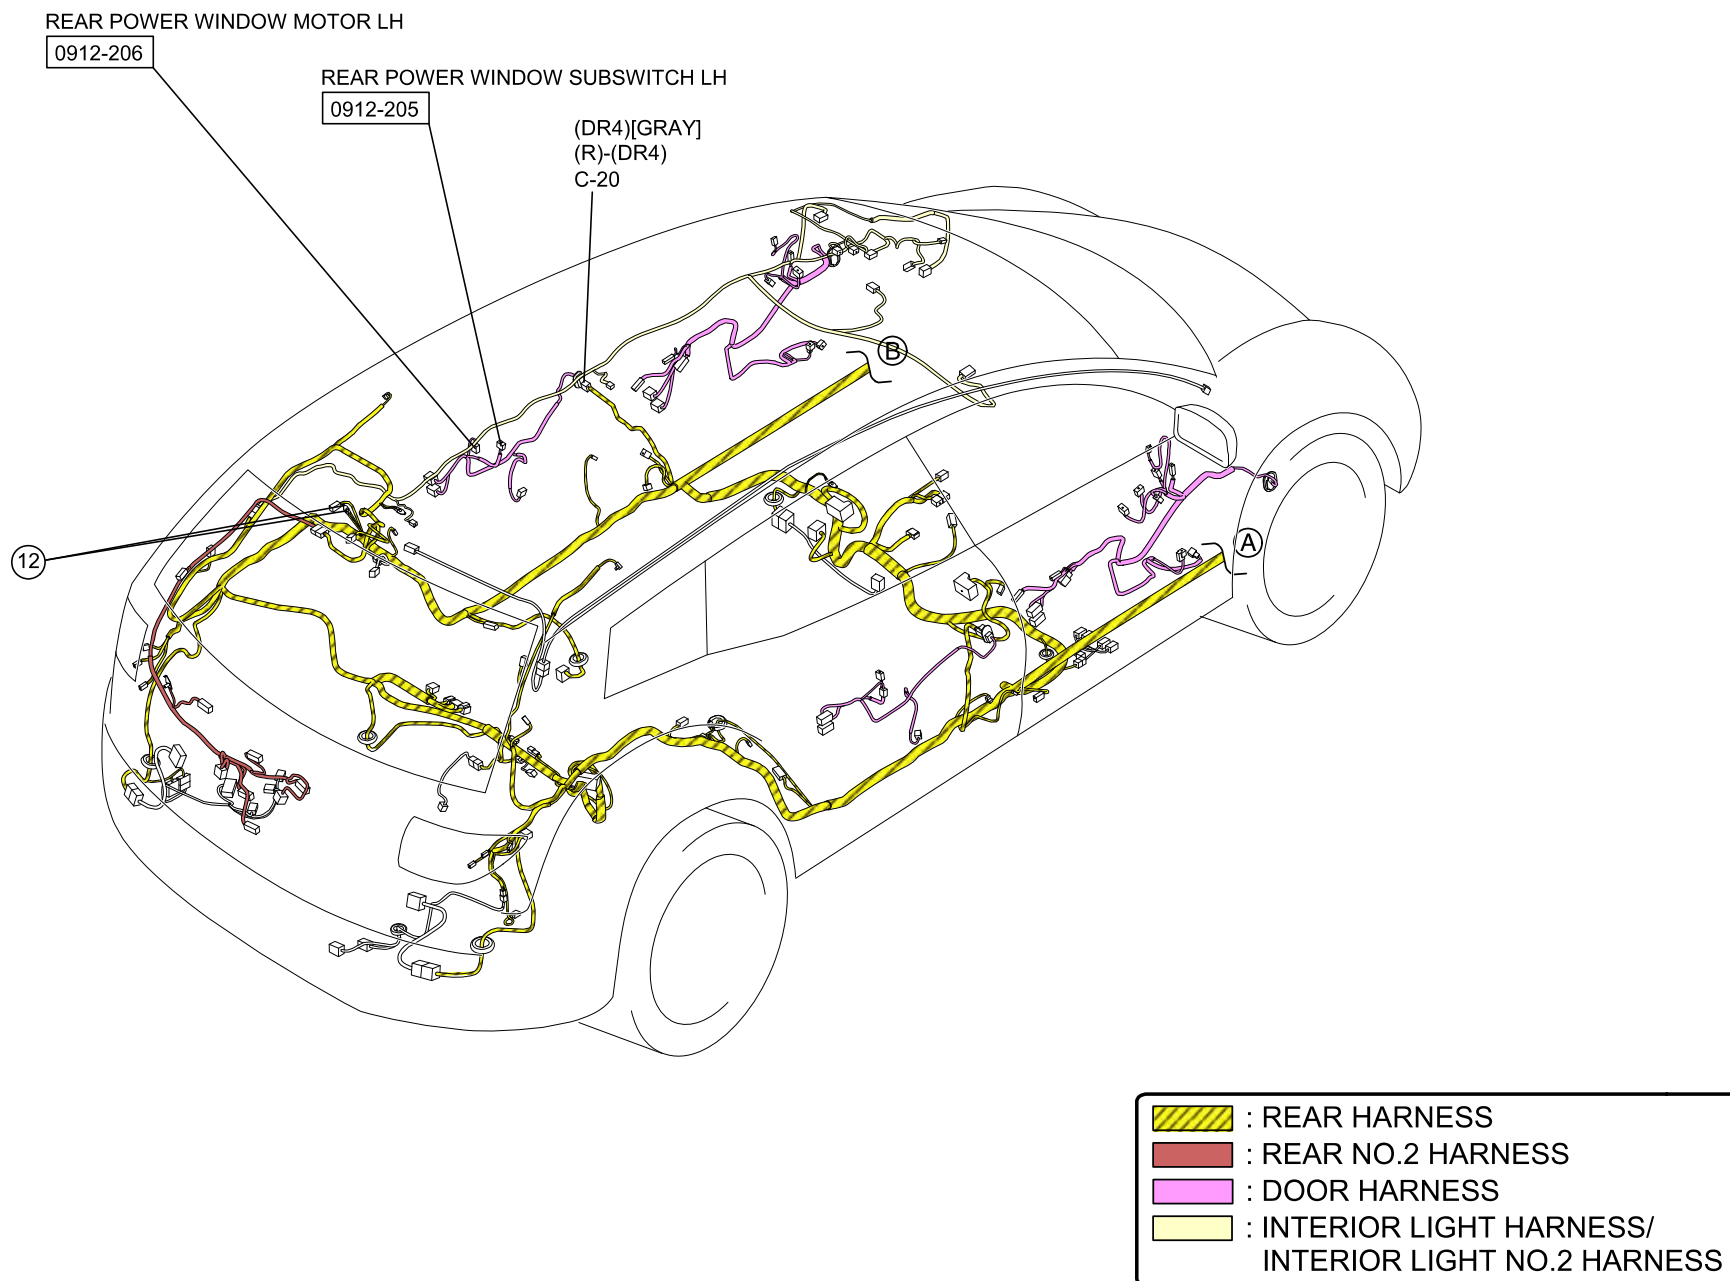 REAR POWER WINDOW MOTOR LH
0912-206
REAR POWER WINDOW SUBSWITCH LH
0912-205
(DR4)[GRAY]
(R)-(DR4)
C-20
B
A
12
: REAR HARNESS
: REAR NO.2 HARNESS
: DOOR HARNESS
: INTERIOR LIGHT HARNESS/
INTERIOR LIGHT NO.2 HARNESS